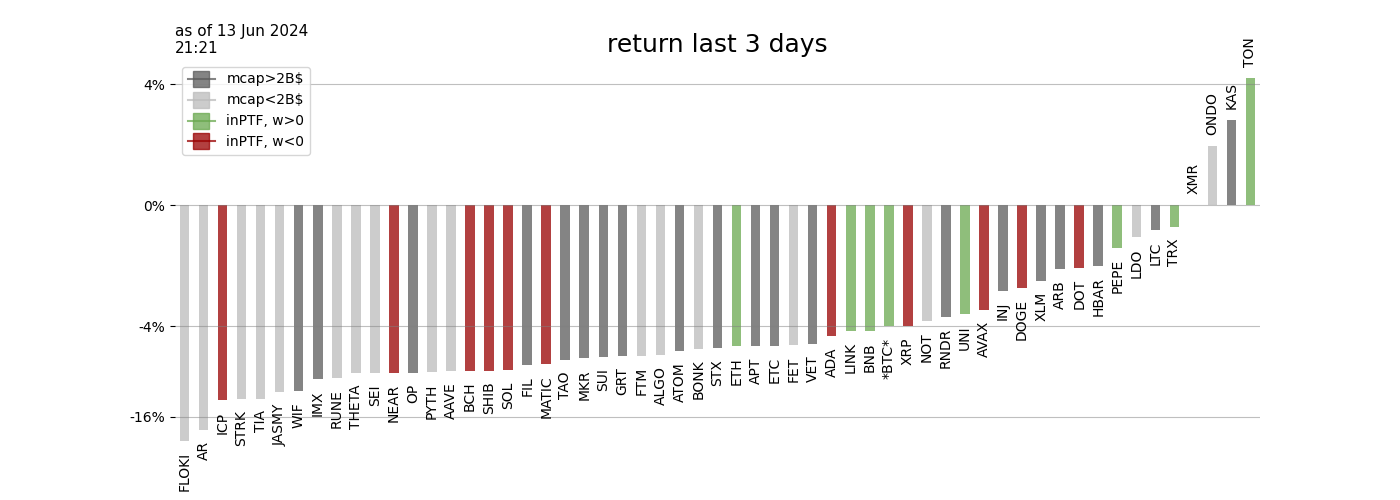 as of 13 Jun 2024
21:21
return last 3 days
mcap>2B$
mcap<2B$
inPTF, w>0
inPTF, w<0
4%
0%
-4%
-16%
FLOKI
AR
ICP
STRK
TIA
JASMY
WIF
IMX
RUNE
THETA
SEI
NEAR
OP
PYTH
AAVE
BCH
SHIB
SOL
FIL
MATIC
TAO
MKR
SUI
GRT
FTM
ALGO
ATOM
BONK
STX
ETH
APT
ETC
FET
VET
ADA
LINK
BNB
*BTC*
XRP
NOT
RNDR
UNI
AVAX
INJ
DOGE
XLM
ARB
DOT
HBAR
PEPE
LDO
LTC
TRX
XMR
ONDO
KAS
TON